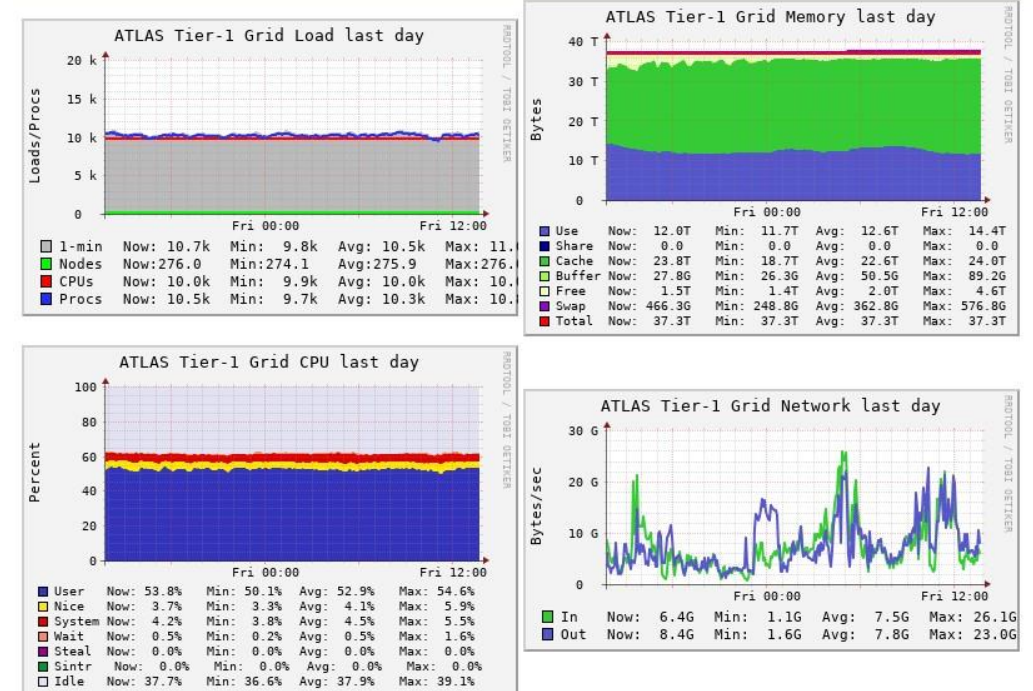 ATLAS Tier-1 Grid Load last day
RRDTOOL / TOBI OETIKER
Loads/Procs
20 k
15 k
10 k
5 k
0
Fri 00:00 Fri 12:00
1-min Now: 10.7k Min: 9.8k Avg: 10.5k Max: 11.
Nodes Now:276.0 Min:274.1 Avg:275.9 Max:276.
CPUs Now: 10.0k Min: 9.9k Avg: 10.0k Max: 10.
Procs Now: 10.5k Min: 9.7k Avg: 10.3k Max: 10.
ATLAS Tier-1 Grid Memory last day
RRDTOOL / TOBI OETIKER
Bytes
40 T
30 T
20 T
10 T
0
Fri 00:00 Fri 12:00
Use Now: 12.0T Min: 11.7T Avg: 12.6T Max: 14.4T
Share Now: 0.0 Min: 0.0 Avg: 0.0 Max: 0.0
Cache Now: 23.8T Min: 18.7T Avg: 22.6T Max: 24.0T
Buffer Now: 27.8G Min: 26.3G Avg: 50.5G Max: 89.2G
Free Now: 1.5T Min: 1.4T Avg: 2.0T Max: 4.6T
Swap Now: 466.3G Min: 248.8G Avg: 362.8G Max: 576.8G
Total Now: 37.3T Min: 37.3T Avg: 37.3T Max: 37.3T
ATLAS Tier-1 Grid CPU last day
RRDTOOL / TOBI OETIKER
Percent
100
80
60
40
20
0
Fri 00:00 Fri 12:00
User Now: 53.8% Min: 50.1% Avg: 52.9% Max: 54.6%
Nice Now: 3.7% Min: 3.3% Avg: 4.1% Max: 5.9%
System Now: 4.2% Min: 3.8% Avg: 4.5% Max: 5.5%
Wait Now: 0.5% Min: 0.2% Avg: 0.5% Max: 1.6%
Steal Now: 0.0% Min: 0.0% Avg: 0.0% Max: 0.0%
Sintr Now: 0.0% Min: 0.0% Avg: 0.0% Max: 0.0%
Idle Now: 37.7% Min: 36.6% Avg: 37.9% Max: 39.1%
ATLAS Tier-1 Grid Network last day
RRDTOOL / TOBI OETIKER
Bytes/sec
30 G
20 G
10 G
0
Fri 00:00 Fri 12:00
In Now: 6.4G Min: 1.1G Avg: 7.5G Max: 26.1G
Out Now: 8.4G Min: 1.6G Avg: 7.8G Max: 23.0G